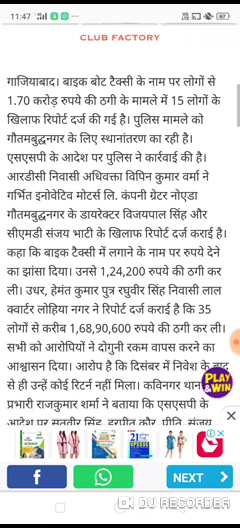 11:47
CLUB FACTORY
गाजियाबाद। बाइक बोट टैक्सी के नाम पर लोगों से
1.70 करोड़ रुपये की ठगी के मामले में 15 लोगों के
खिलाफ रिपोर्ट दर्ज की गई है। पुलिस मामले को
गौतमबुद्धनगर के लिए स्थानांतरण का रही है।
एसएसपी के आदेश पर पुलिस ने कार्रवाई की है।
आरडीसी निवासी अधिवक्ता विपिन कुमार वर्मा ने
गर्भित इनोवेटिव मोटर्स लि. कंपनी ग्रेटर नोएडा
गौतमबुद्धनगर के डायरेक्टर विजयपाल सिंह और
सीएमडी संजय भाटी के खिलाफ रिपोर्ट दर्ज कराई है।
कहा कि बाइक टैक्सी में लगाने के नाम पर रुपये देने
का झांसा दिया। उनसे 1,24,200 रुपये की ठगी कर
ली। उधर, हेमंत कुमार पुत्र रघुवीर सिंह निवासी लाल
क्वार्टर लोहिया नगर ने रिपोर्ट दर्ज कराई है कि 35
लोगों से करीब 1,68,90,600 रुपये की ठगी कर ली।
सभी को आरोपियों ने दोगुनी रकम वापस करने का
आश्वासन दिया। आरोप है कि दिसंबर में निवेश के बाद
से ही उन्हें कोई रिटर्न नहीं मिला। कविनगर थाना
प्रभारी राजकुमार शर्मा ने बताया कि एसएसपी के
आदेश पर सतवीर सिंह, हरप्रीत कौर, प्रीति, संजय
PLAY & WIN
NEXT
DU RECORDER